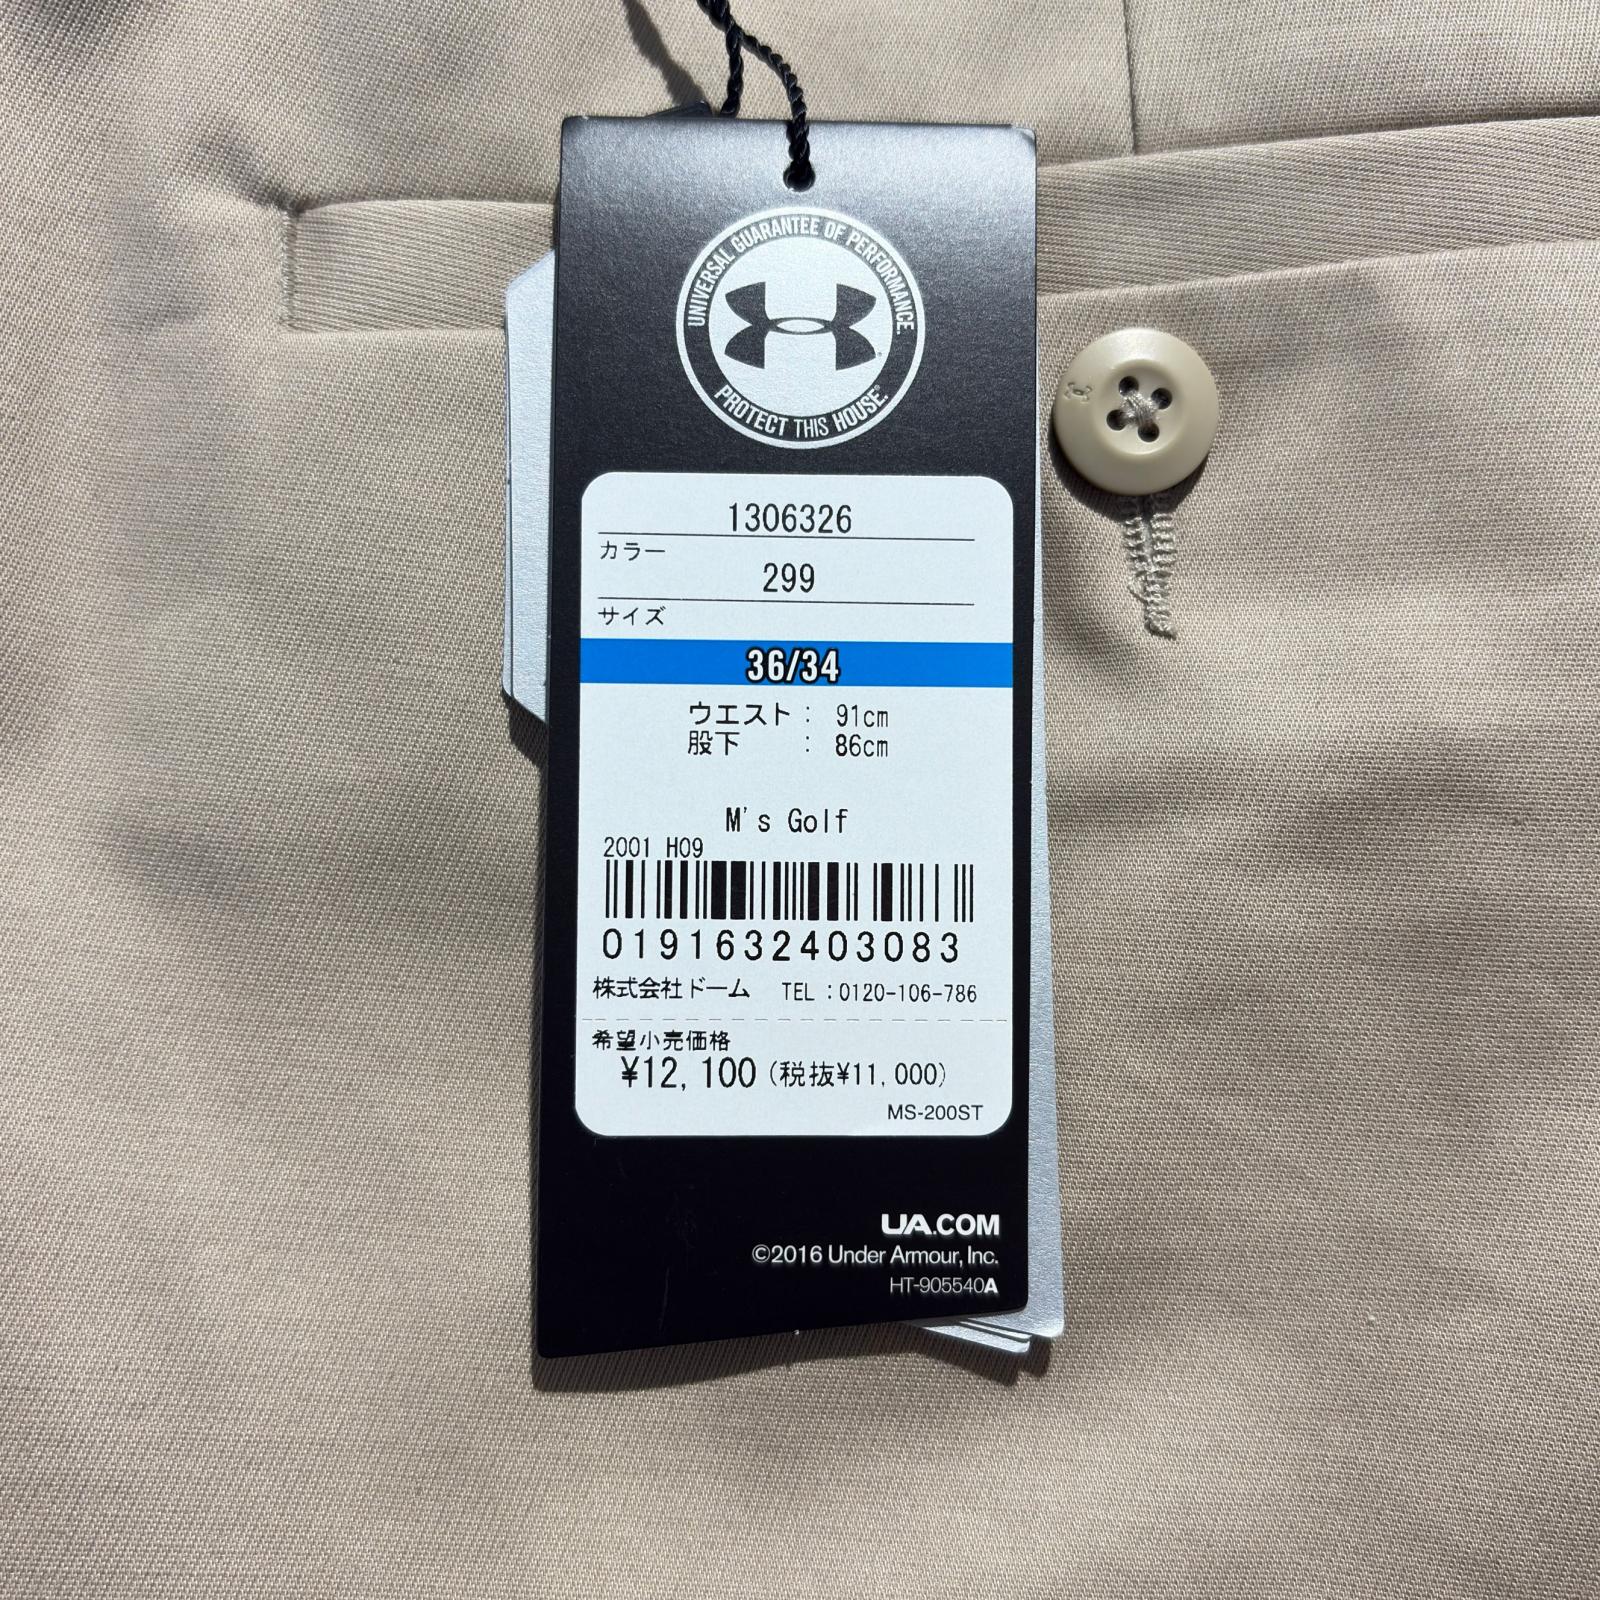 UNIVERSAL GUARANTEE OF PERFORMANCE.
PROTECT THIS HOUSE.®
1306326
カラー
299
サイズ
36/34
ウエスト： 91cm
股下 ： 86cm
M's Golf
2001 H09
0191632403083
株式会社ドーム TEL：0120-106-786
希望小売価格
¥12,100（税抜¥11,000）
MS-200ST
UA.COM
©2016 Under Armour, Inc.
HT-905540A